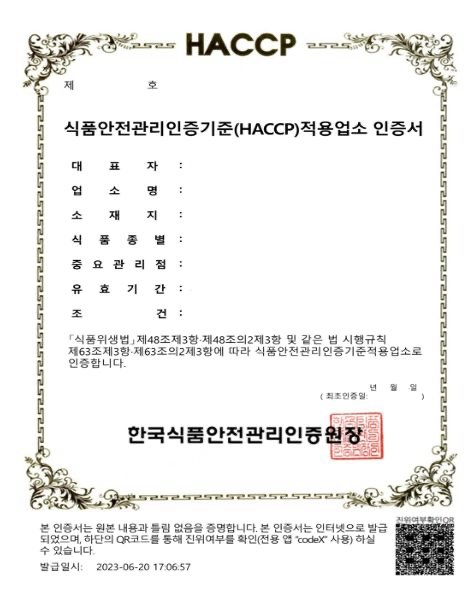 HACCP
제 호
식품안전관리인증기준(HACCP)적용업소 인증서
대 표 자 :
업 소 명 :
소 재 지 :
식 품 종 별 :
중 요 관 리 점 :
유 효 기 간 :
조 건 :
「식품위생법」제48조제3항·제48조의2제3항 및 같은 법 시행규칙
제63조제3항·제63조의2제3항에 따라 식품안전관리인증기준적용업소로
인증합니다.
년 월 일
( 최초인증일: )
한국식품안전관리인증원장
진위여부확인QR
본 인증서는 원본 내용과 틀림 없음을 증명합니다. 본 인증서는 인터넷으로 발급
되었으며, 하단의 QR코드를 통해 진위여부를 확인(전용 앱 "codeX" 사용) 하실
수 있습니다.
발급일시: 2023-06-20 17:06:57